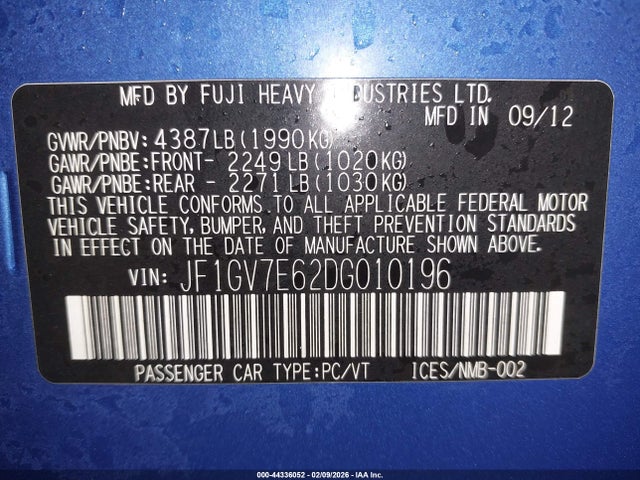 MFD BY FUJI HEAVY INDUSTRIES LTD.
MFD IN 09/12
GVWR/PNBV: 4387LB(1990KG)
GAWR/PNBE:FRONT- 2249LB(1020KG)
GAWR/PNBE:REAR - 2271LB(1030KG)
THIS VEHICLE CONFORMS TO ALL APPLICABLE FEDERAL MOTOR
VEHICLE SAFETY, BUMPER, AND THEFT PREVENTION STANDARDS
IN EFFECT ON THE DATE OF MANUFACTURE SHOWN ABOVE.
VIN: JF1GV7E62DG010196
PASSENGER CAR TYPE:PC/VT ICES/NMB-002
000-44336052 - 02/09/2026 - IAA Inc.